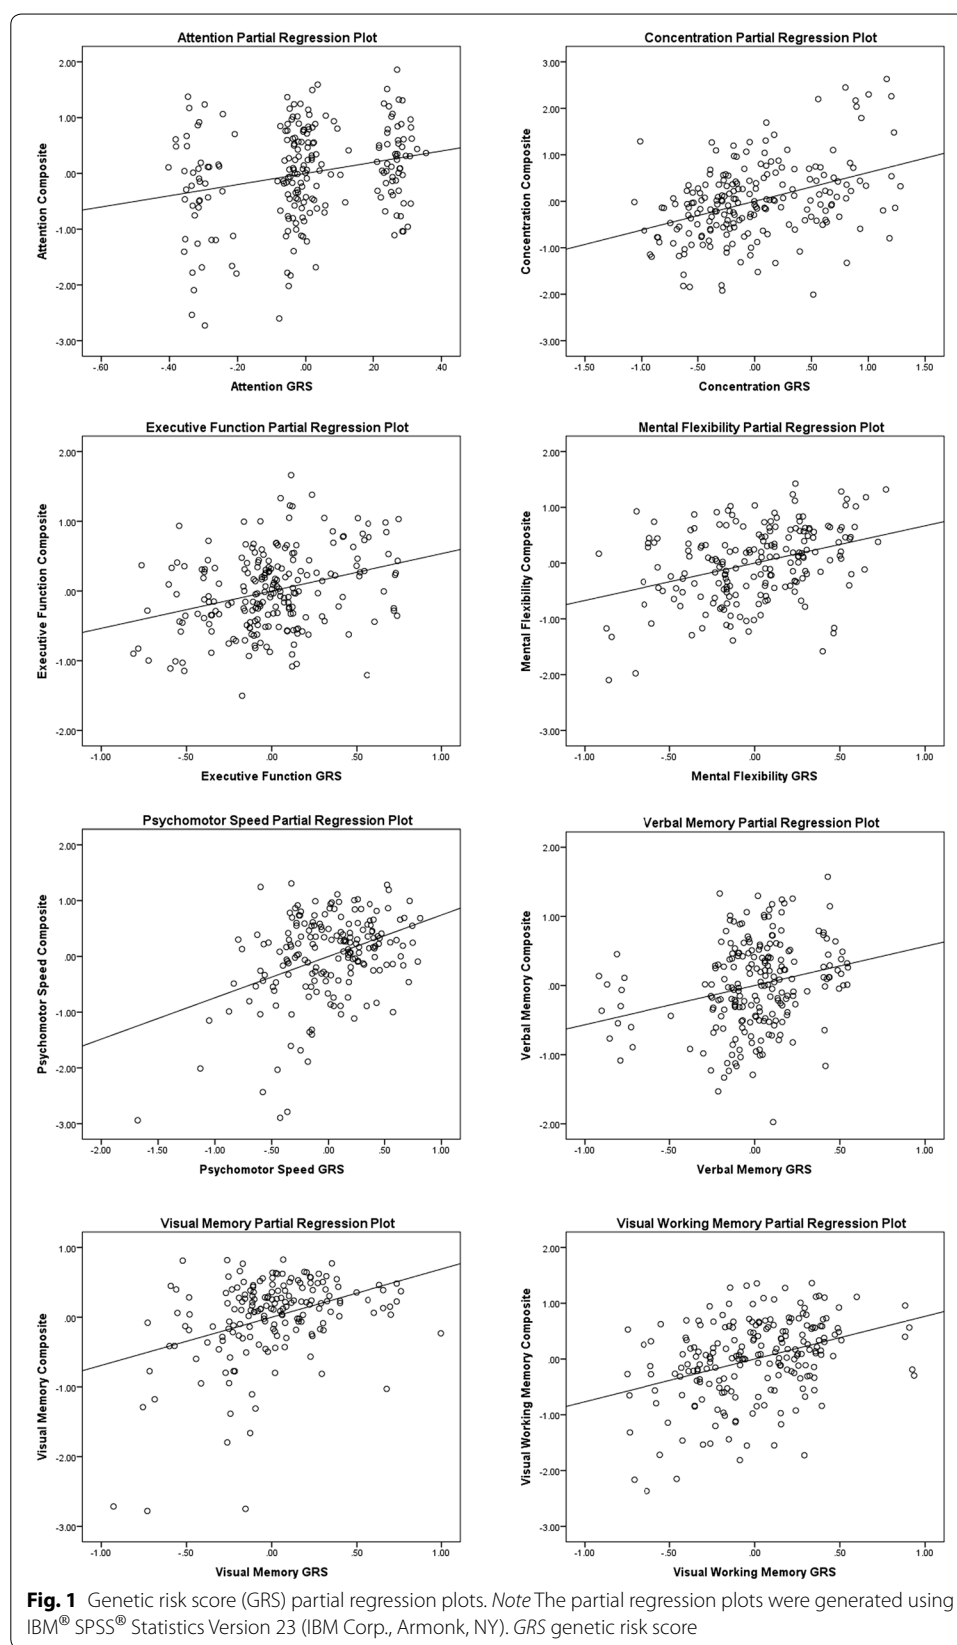 Attention Partial Regression Plot
Attention Composite
2.00
1.00
.00
-1.00
-2.00
-3.00
-.60 -.40 -.20 .00 .20 .40
Attention GRS
Concentration Partial Regression Plot
Concentration Composite
3.00
2.00
1.00
.00
-1.00
-2.00
-3.00
-1.50 -1.00 -.50 .00 .50 1.00 1.50
Concentration GRS
Executive Function Partial Regression Plot
Executive Function Composite
2.00
1.00
.00
-1.00
-2.00
-1.00 -.50 .00 .50 1.00
Executive Function GRS
Mental Flexibility Partial Regression Plot
Mental Flexibility Composite
2.00
1.00
.00
-1.00
-2.00
-3.00
-1.00 -.50 .00 .50 1.00
Mental Flexibility GRS
Psychomotor Speed Partial Regression Plot
Psychomotor Speed Composite
2.00
1.00
.00
-1.00
-2.00
-3.00
-2.00 -1.50 -1.00 -.50 .00 .50 1.00
Psychomotor Speed GRS
Verbal Memory Partial Regression Plot
Verbal Memory Composite
2.00
1.00
.00
-1.00
-2.00
-1.00 -.50 .00 .50 1.00
Verbal Memory GRS
Visual Memory Partial Regression Plot
Visual Memory Composite
1.00
.00
-1.00
-2.00
-3.00
-1.00 -.50 .00 .50 1.00
Visual Memory GRS
Visual Working Memory Partial Regression Plot
Visual Working Memory Composite
2.00
1.00
.00
-1.00
-2.00
-3.00
-1.00 -.50 .00 .50 1.00
Visual Working Memory GRS
Fig. 1 Genetic risk score (GRS) partial regression plots. Note The partial regression plots were generated using
IBM® SPSS® Statistics Version 23 (IBM Corp., Armonk, NY). GRS genetic risk score